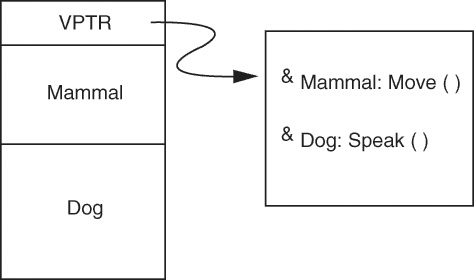 VPTR
Mammal
Dog
& Mammal: Move ( )
& Dog: Speak ( )